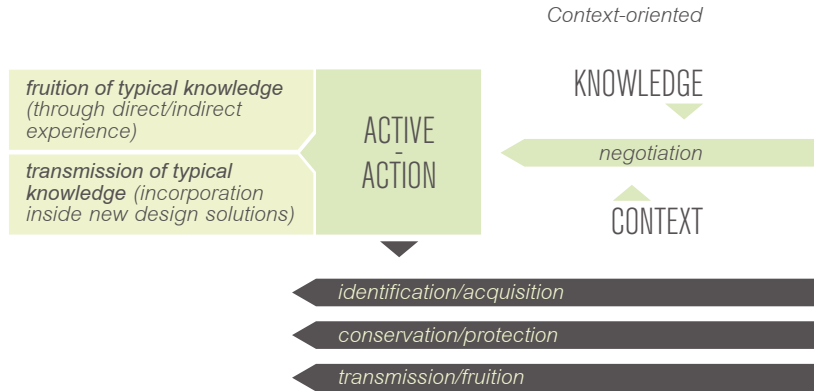 Context-oriented
fruition of typical knowledge
(through direct/indirect
experience)
transmission of typical
knowledge (incorporation
inside new design solutions)
ACTIVE
-
ACTION
KNOWLEDGE
negotiation
CONTEXT
identification/acquisition
conservation/protection
transmission/fruition